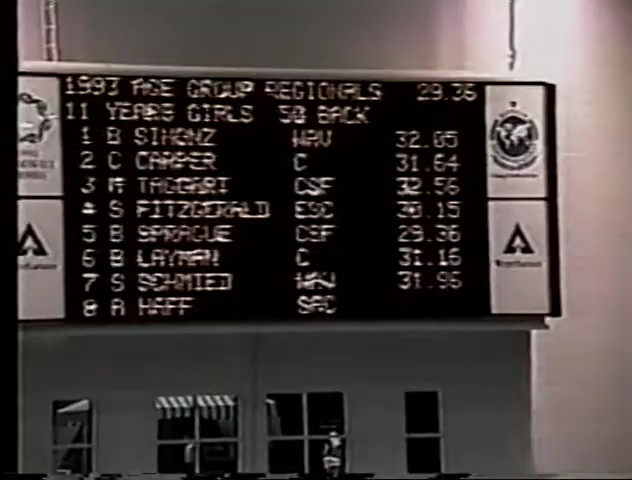 1993 AGE GROUP REGIONALS 29.36
11 YEARS GIRLS 50 BACK
1 B SIMONZ WAV 32.05
2 C CARPER C 31.64
3 M TAGGART CSF 32.56
4 S FITZGERALD ESC 30.15
5 B SPRAGUE CSF 29.36
6 B LAYMAN C 31.16
7 S SCHMIED WAV 31.95
8 A HAFF SAC